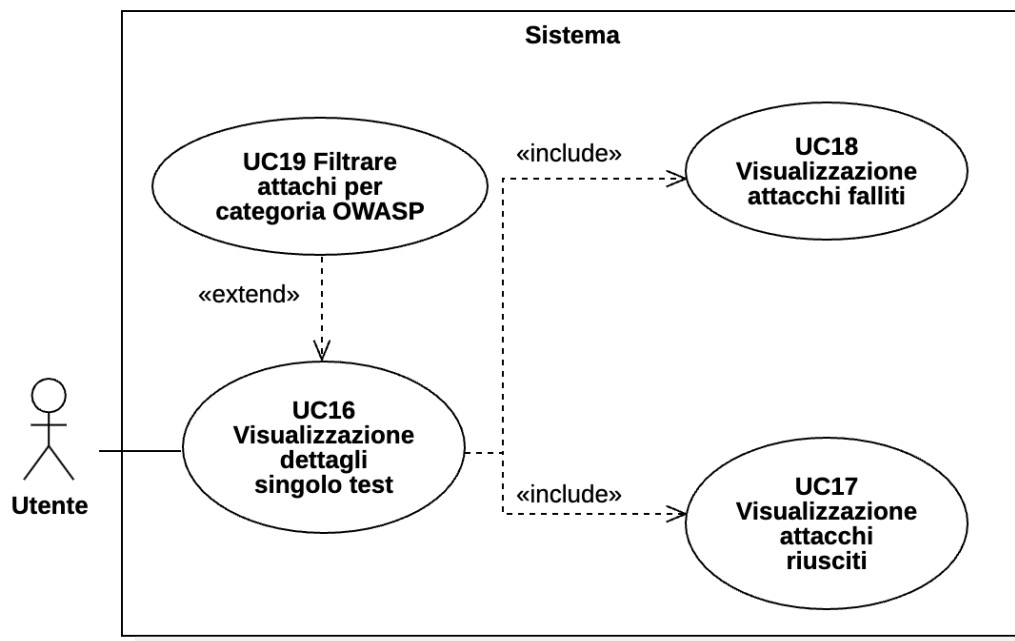 Sistema
UC19 Filtrare
attachi per
categoria OWASP
«include»
UC18
Visualizzazione
attacchi falliti
«extend»
UC16
Visualizzazione
dettagli
singolo test
Utente
«include»
UC17
Visualizzazione
attacchi
riusciti